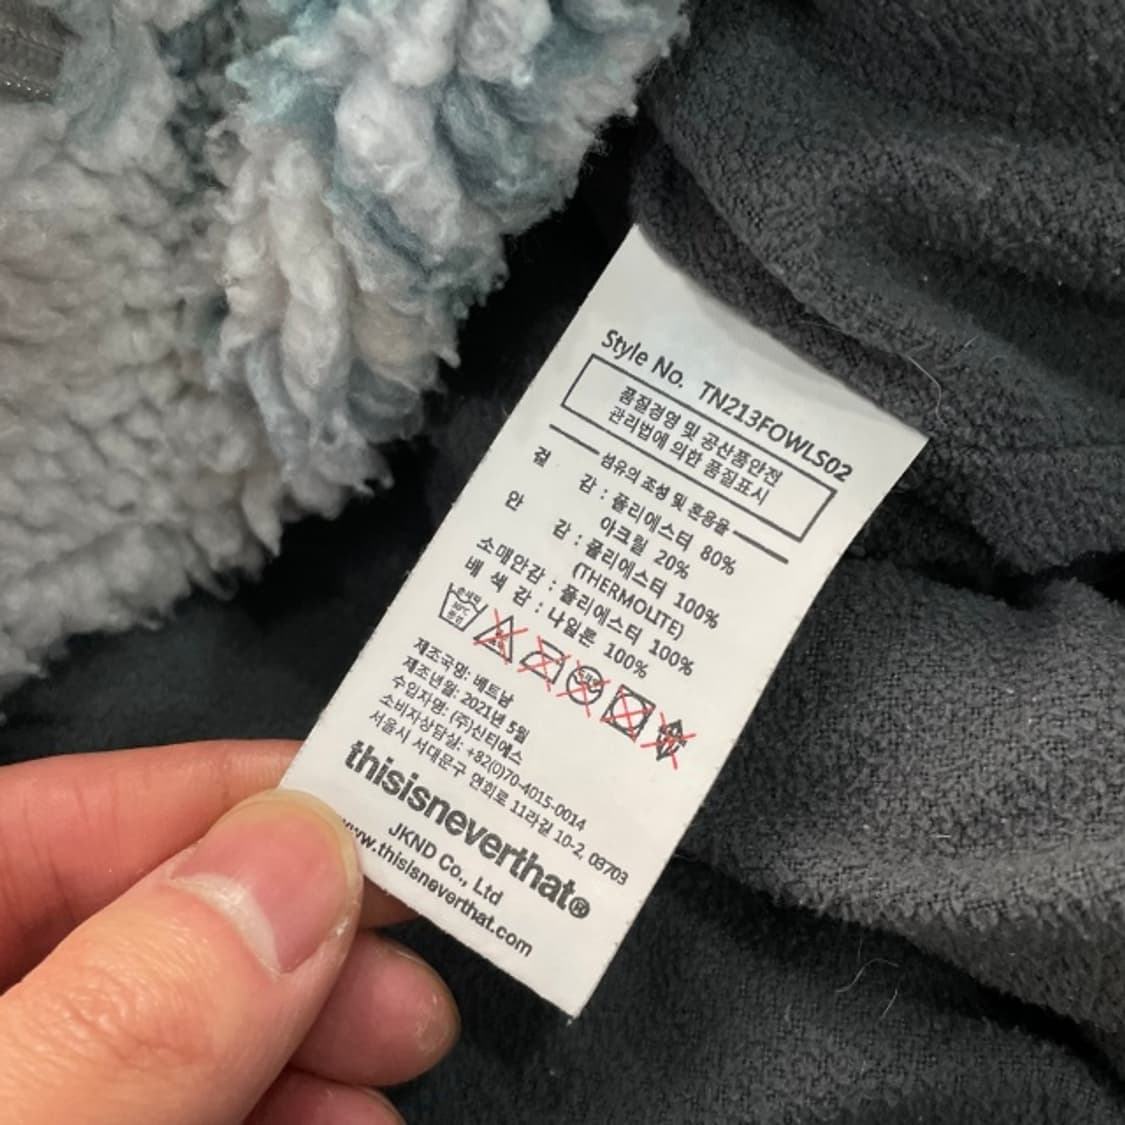 Style No. TN213FOWLS02
품질경영 및 공산품안전
관리법에 의한 품질표시
섬유의 조성 및 혼용율
겉 감 : 폴리에스터 80%
아크릴 20%
안 감 : 폴리에스터 100%
(THERMOLITE)
소매안감 : 폴리에스터 100%
배 색 감 : 나일론 100%
손세탁
30℃
중성
제조국명: 베트남
제조년월: 2021년 5월
수입자명: (주)신티에스
소비자상담실: +82(0)70-4015-0014
서울시 서대문구 연희로 11라길 10-2, 03703
thisisneverthat®
JKND Co., Ltd
www.thisisneverthat.com